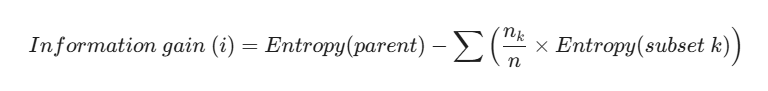 Information gain (i) = Entropy(parent) − ∑ (n_k/n × Entropy(subset k))